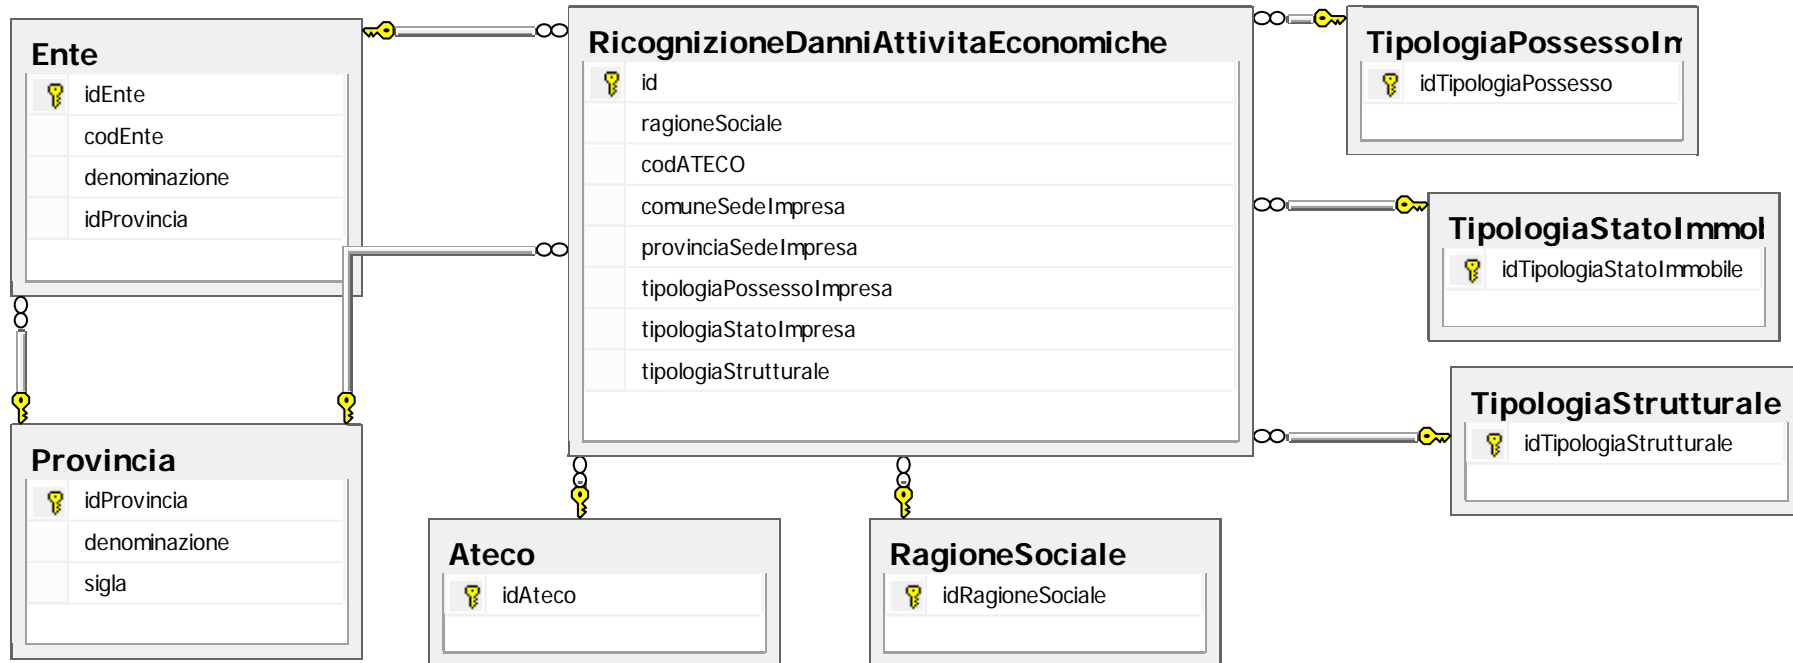 Ente
idEnte
codEnte
denominazione
idProvincia
RicognizioneDanniAttivitaEconomiche
id
ragioneSociale
codATECO
comuneSedeImpresa
provinciaSedeImpresa
tipologiaPossessoImpresa
tipologiaStatoImpresa
tipologiaStrutturale
TipologiaPossessoIm
idTipologiaPossesso
TipologiaStatoImmob
idTipologiaStatoImmobile
TipologiaStrutturale
idTipologiaStrutturale
Provincia
idProvincia
denominazione
sigla
Ateco
idAteco
RagioneSociale
idRagioneSociale